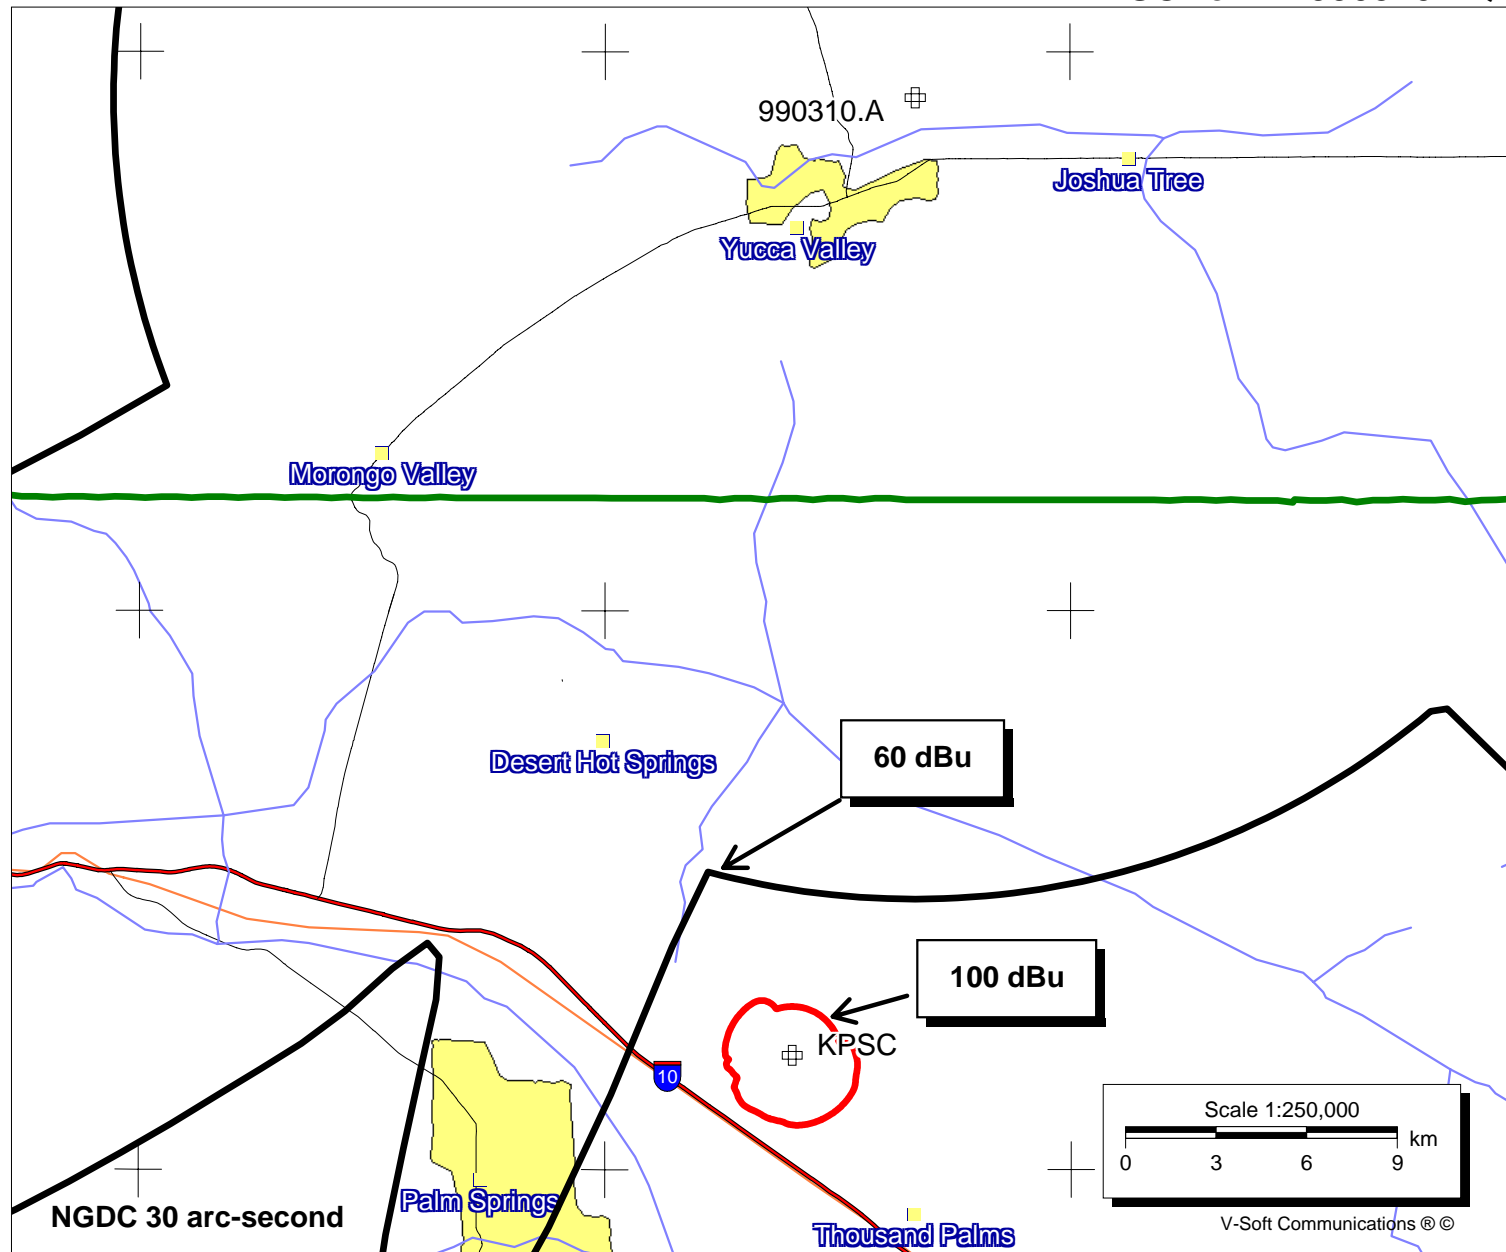 990310.A
Joshua Tree
Yucca Valley
Morongo Valley
60 dBu
Desert Hot Springs
100 dBu
KPSC
10
Scale 1:250,000
km
0 3 6 9
Palm Springs
NGDC 30 arc-second
Thousand Palms
V-Soft Communications ® ©